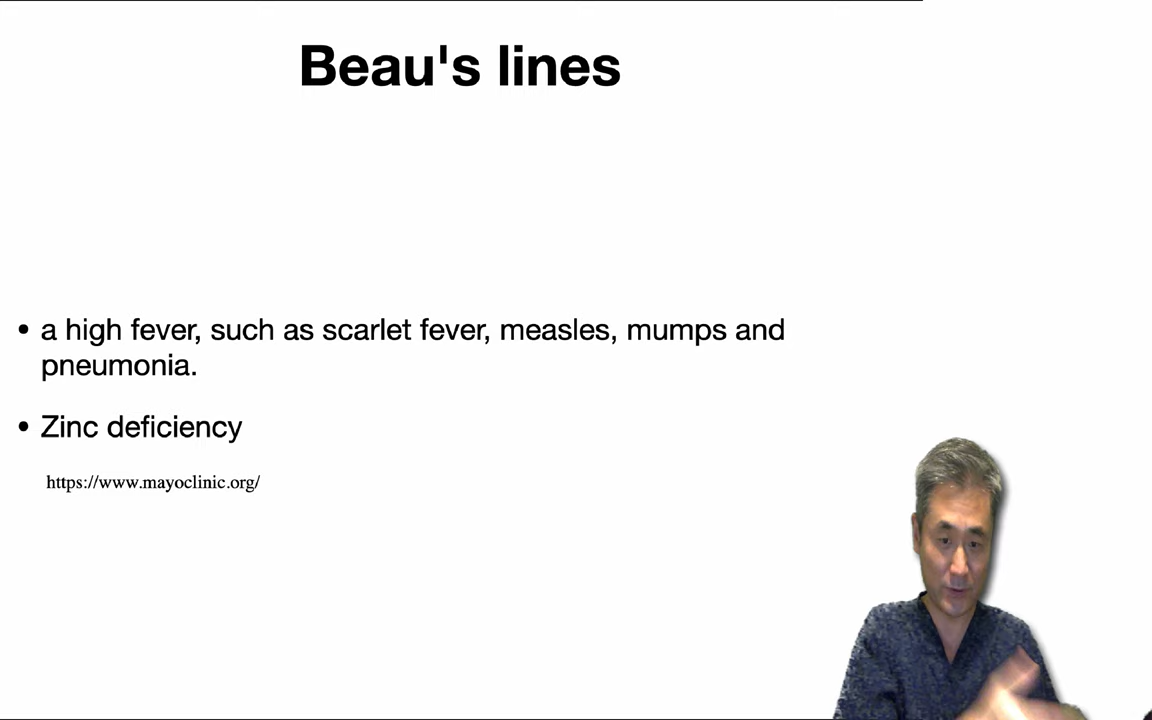 Beau's lines
• a high fever, such as scarlet fever, measles, mumps and
pneumonia.
• Zinc deficiency
https://www.mayoclinic.org/